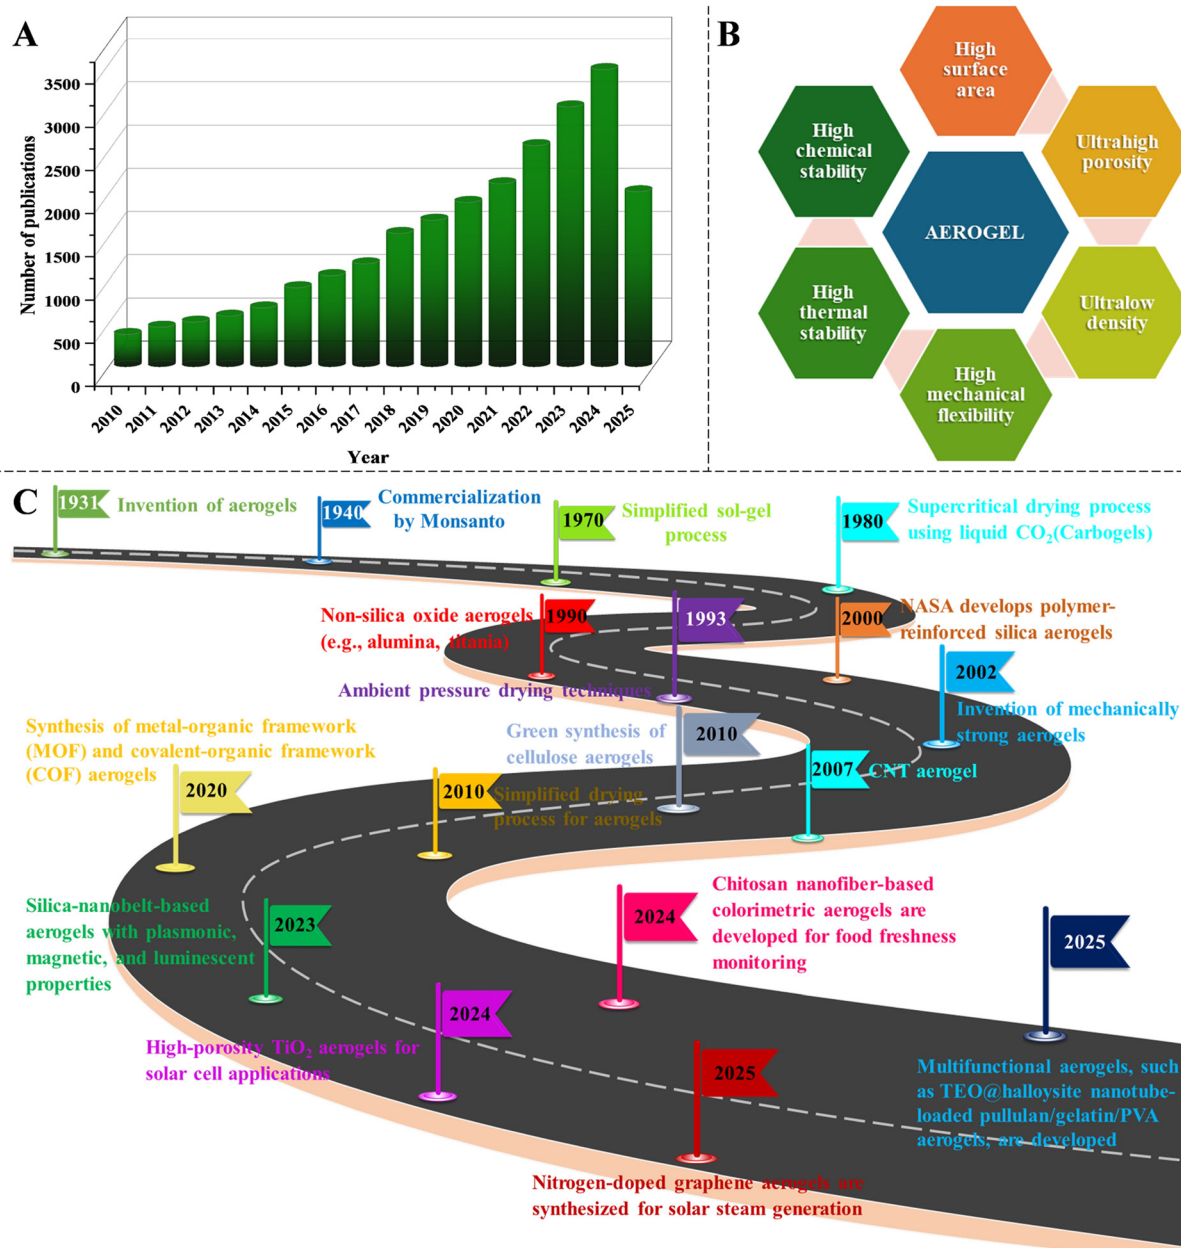 A
Number of publications
3500
3000
2500
2000
1500
1000
500
0
2010
2011
2012
2013
2014
2015
2016
2017
2018
2019
2020
2021
2022
2023
2024
2025
Year
B
High
surface
area
High
chemical
stability
Ultrahigh
porosity
AEROGEL
High
thermal
stability
Ultralow
density
High
mechanical
flexibility
C
1931
Invention of aerogels
1940
Commercialization
by Monsanto
1970
Simplified sol-gel
process
1980
Supercritical drying process
using liquid CO₂(Carbogels)
Non-silica oxide aerogels
(e.g., alumina, titania)
1990
1993
Ambient pressure drying techniques
2000
NASA develops polymer-
reinforced silica aerogels
2002
Invention of mechanically
strong aerogels
Synthesis of metal-organic framework
(MOF) and covalent-organic framework
(COF) aerogels
2020
Green synthesis of
cellulose aerogels
2010
2007
CNT aerogel
2010
Simplified drying
process for aerogels
Silica-nanobelt-based
aerogels with plasmonic,
magnetic, and luminescent
properties
2023
2024
Chitosan nanofiber-based
colorimetric aerogels are
developed for food freshness
monitoring
2025
2024
High-porosity TiO₂ aerogels for
solar cell applications
2025
Multifunctional aerogels, such
as TEO@halloysite nanotube-
loaded pullulan/gelatin/PVA
aerogels, are developed
Nitrogen-doped graphene aerogels are
synthesized for solar steam generation